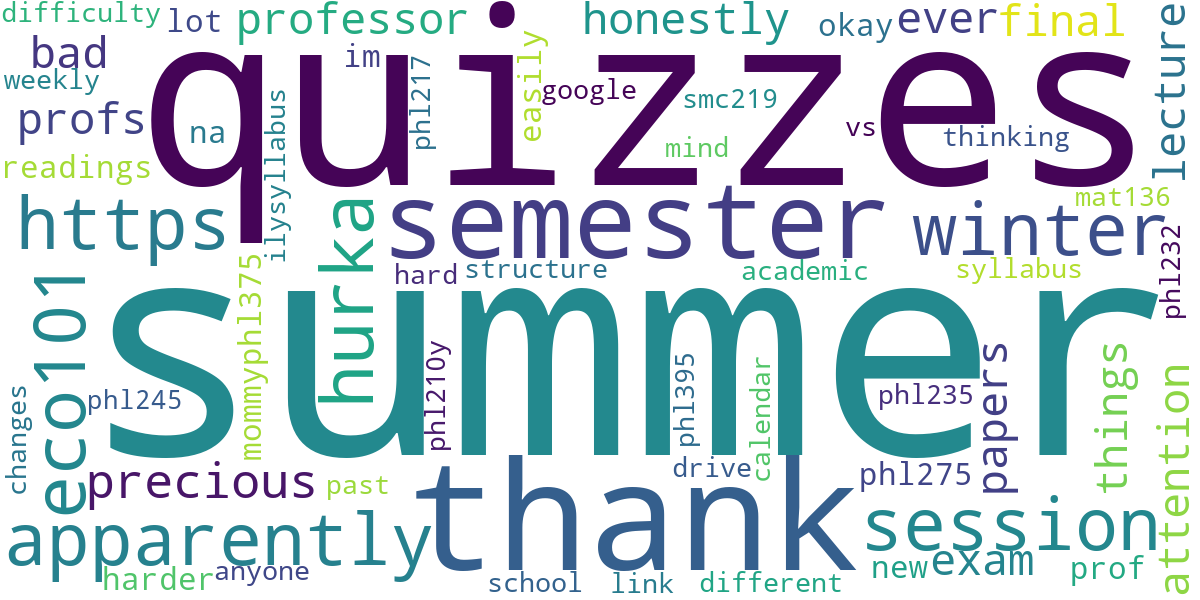 difficulty
lot
professor
quizzes
honestly
okay
ever
final
lecture
bad
im
phl217
easily
weekly
google
smc219
profs
na
ilysyllabus
vs
thinking
readings
mind
https
hurka
semester
winter
mat136
phl232
eco101
mommyphl375
hard
structure
academic
syllabus
summer
changes
phl245
phl210y
phl395
calendar
phl235
papers
things
attention
precious
past
thank
drive
phl275
apparently
session
harder
anyone
school
link
different
new
exam
prof